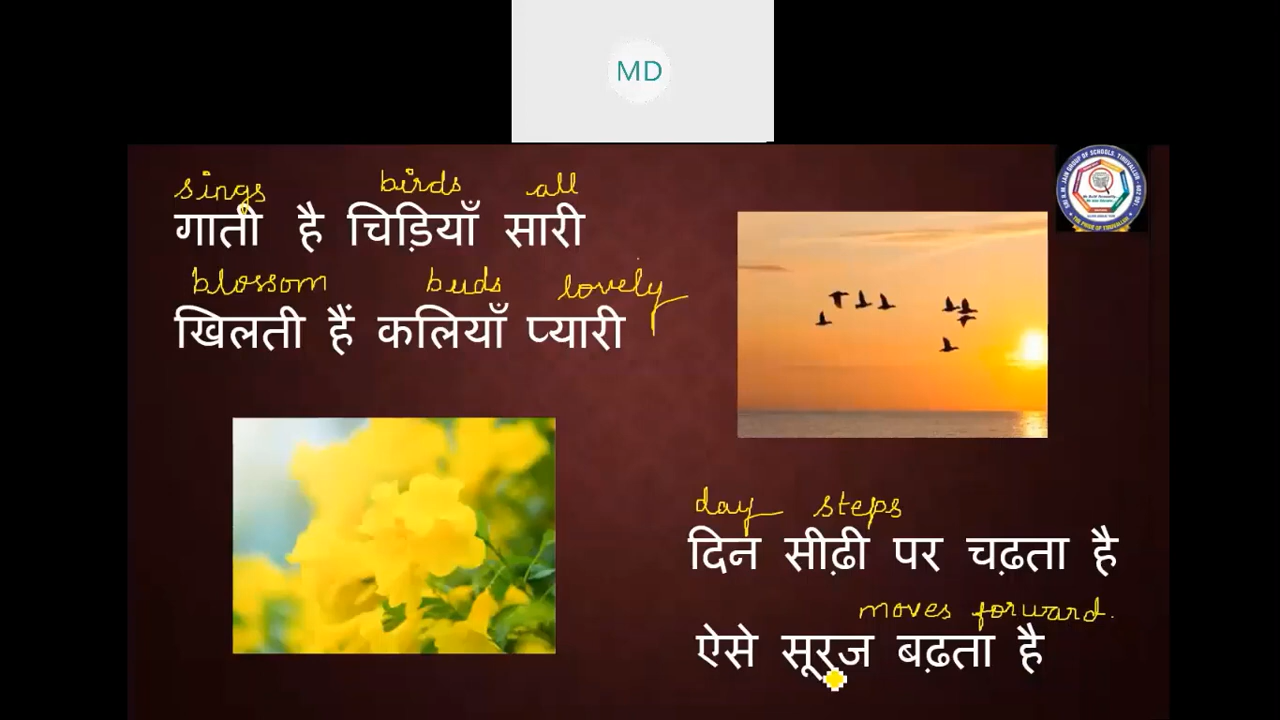 MD
sings birds all
गाती है चिड़ियाँ सारी
blossom buds lovely
खिलती हैं कलियाँ प्यारी
day steps
दिन सीढ़ी पर चढ़ता है
moves forward.
ऐसे सूरज बढ़ता है